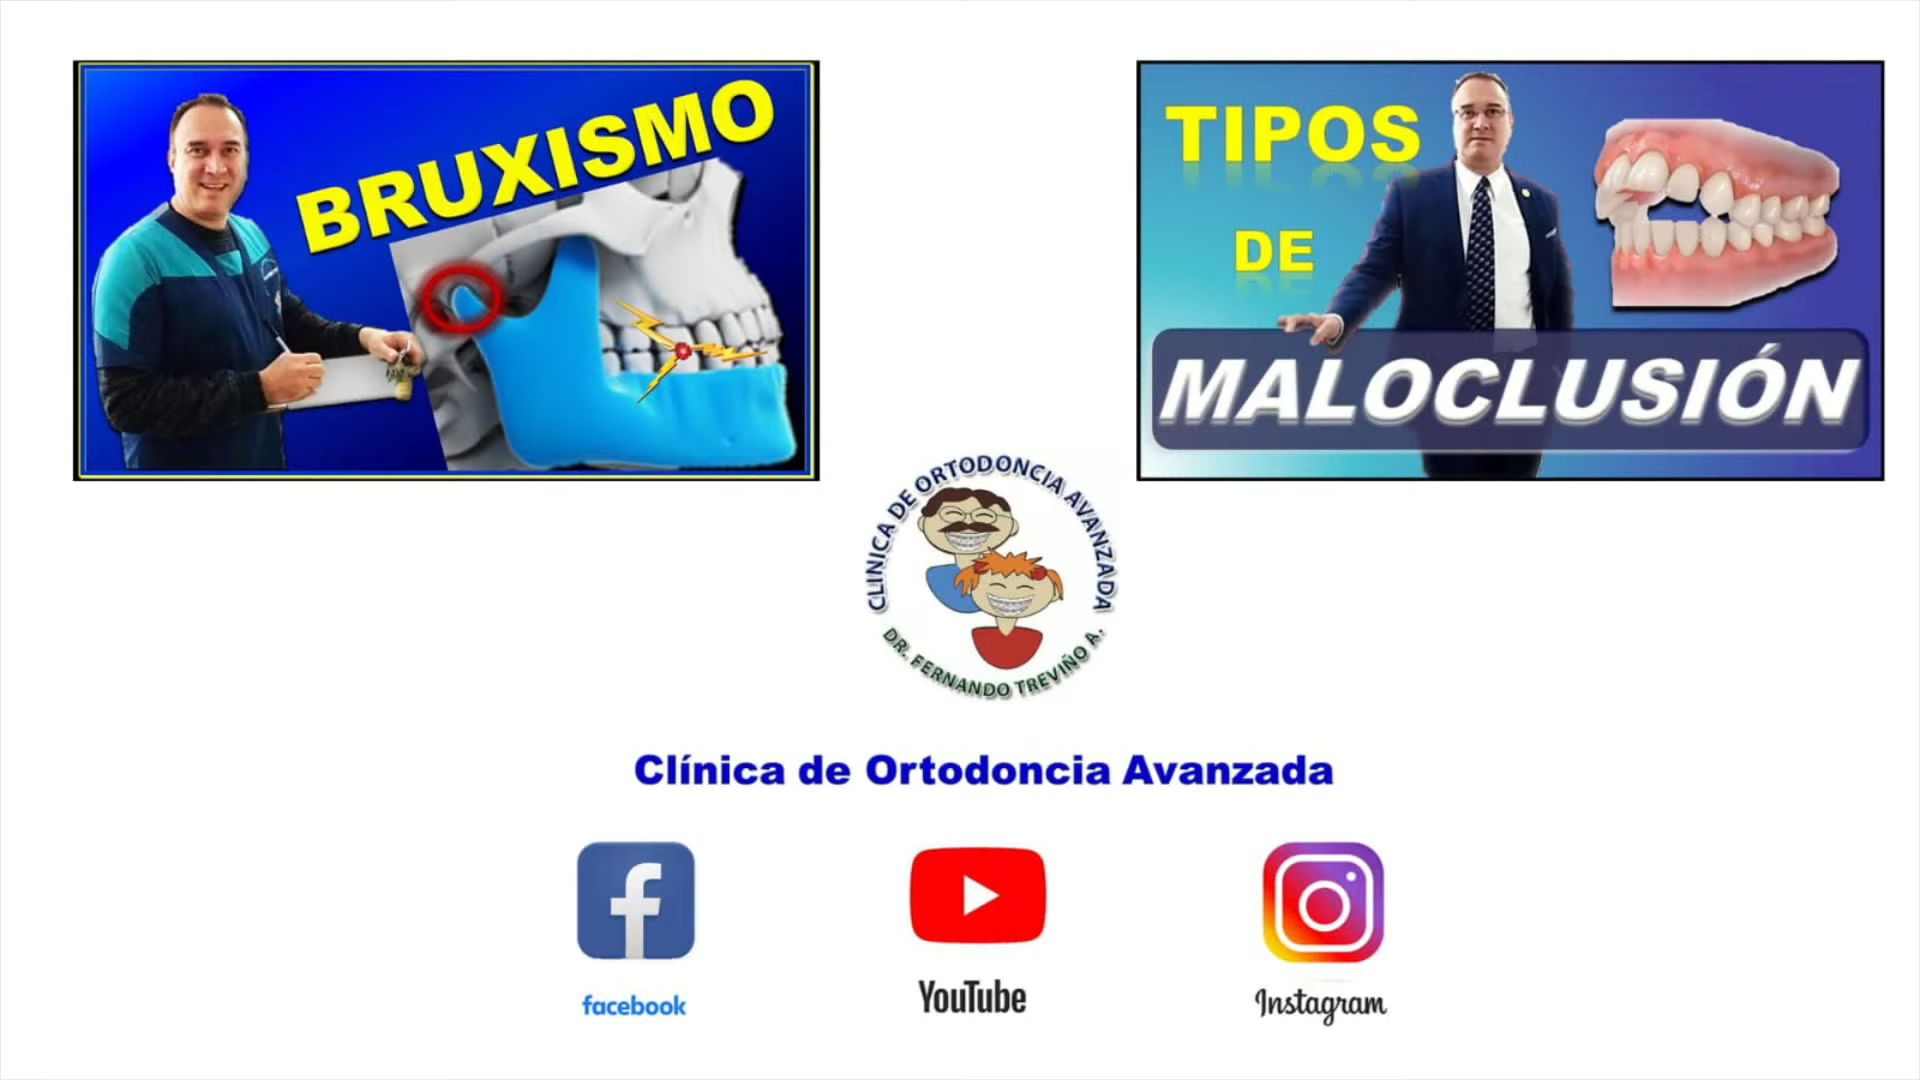 BRUXISMO
TIPOS
DE
MALOCLUSIÓN
CLINICA DE ORTODONCIA AVANZADA
DR. FERNANDO TREVIÑO A.
Clínica de Ortodoncia Avanzada
facebook
YouTube
Instagram